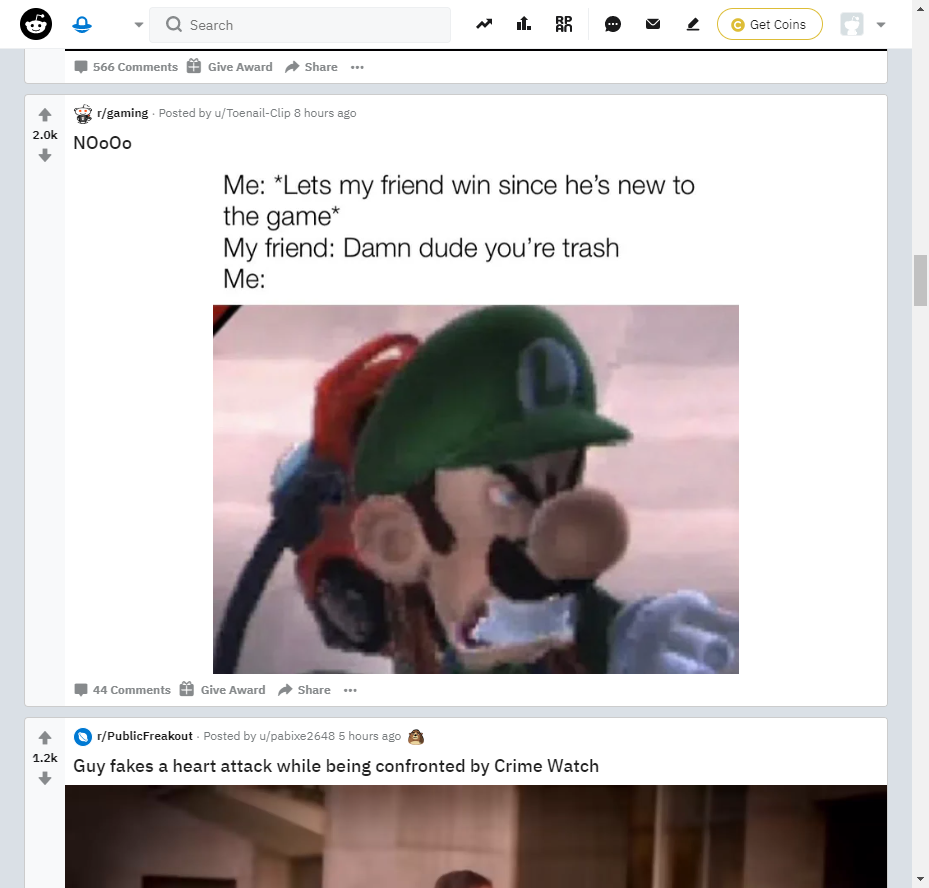 Search
RP
AN
Get Coins
566 Comments Give Award Share
r/gaming · Posted by u/Toenail-Clip 8 hours ago
2.0k
NOoOo
Me: *Lets my friend win since he’s new to
the game*
My friend: Damn dude you’re trash
Me:
L
44 Comments Give Award Share
r/PublicFreakout · Posted by u/pabixe2648 5 hours ago
1.2k
Guy fakes a heart attack while being confronted by Crime Watch